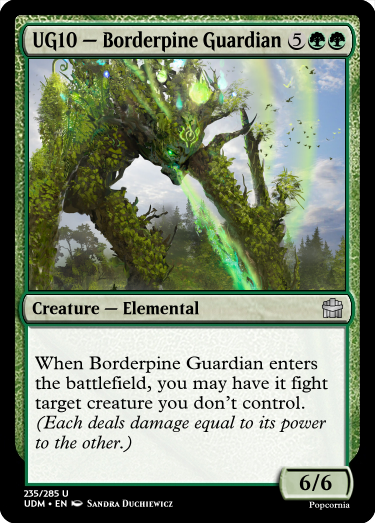 UG10 — Borderpine Guardian 5
Creature — Elemental
When Borderpine Guardian enters
the battlefield, you may have it fight
target creature you don’t control.
(Each deals damage equal to its power
to the other.)
6/6
235/285 U
UDM • EN Sandra Duchiewicz
Popcornia